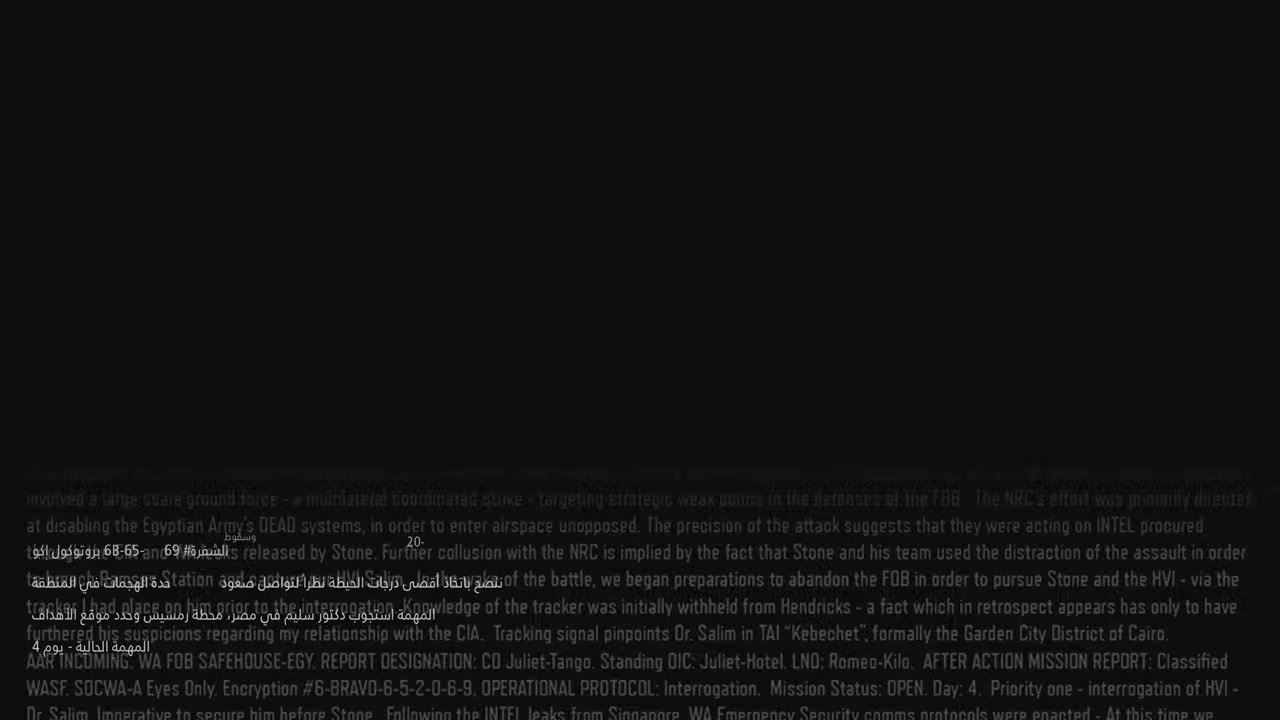 involved a large scale ground force - a multilateral coordinated strike - targeting strategic weak points in the defenses of the FOB. The NRC's effort was primarily directed
at disabling the Egyptian Army's DEAD systems, in order to enter airspace unopposed. The precision of the attack suggests that they were acting on INTEL procured
وسقوط
-20
الشفرة# 69 -65-6B بروتوكول إكو
released by Stone. Further collusion with the NRC is implied by the fact that Stone and his team used the distraction of the assault in order
ننصح باتخاذ أقصى درجات الحيطة نظرا لتواصل صعود حدة الهجمات في المنطقة
of the battle, we began preparations to abandon the FOB in order to pursue Stone and the HVI - via the
المهمة استجوب دكتور سليم في مصر، محطة رمسيس وحدد موقع الأهداف
tracker had place on him prior to the interrogation. Knowledge of the tracker was initially withheld from Hendricks - a fact which in retrospect appears has only to have
furthered his suspicions regarding my relationship with the CIA. Tracking signal pinpoints Dr. Salim in TA1 "Kebechet", formally the Garden City District of Cairo.
المهمة الحالية - يوم 4
AAR INCOMING: WA FOB SAFEHOUSE-EGY. REPORT DESIGNATION: CO Juliet-Tango. Standing OIC: Juliet-Hotel. LNO: Romeo-Kilo. AFTER ACTION MISSION REPORT: Classified
WASF. SOCWA-A Eyes Only. Encryption #6-BRAVO-6-5-2-0-6-9. OPERATIONAL PROTOCOL: Interrogation. Mission Status: OPEN. Day: 4. Priority one - interrogation of HVI -
Dr. Salim. Imperative to secure him before Stone. Following the INTEL leaks from Singapore, WA Emergency Security comms protocols were enacted - At this time we